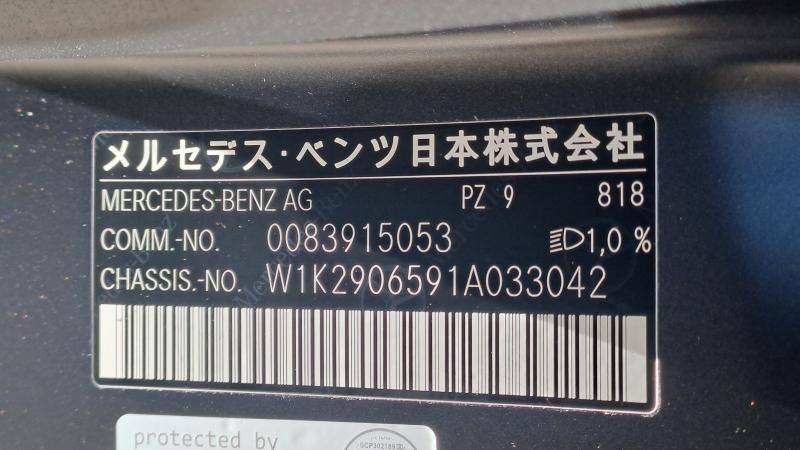 メルセデス・ベンツ日本株式会社
MERCEDES-BENZ AG PZ 9 818
COMM.-NO. 0083915053 1,0 %
CHASSIS.-NO. W1K2906591A033042
protected by